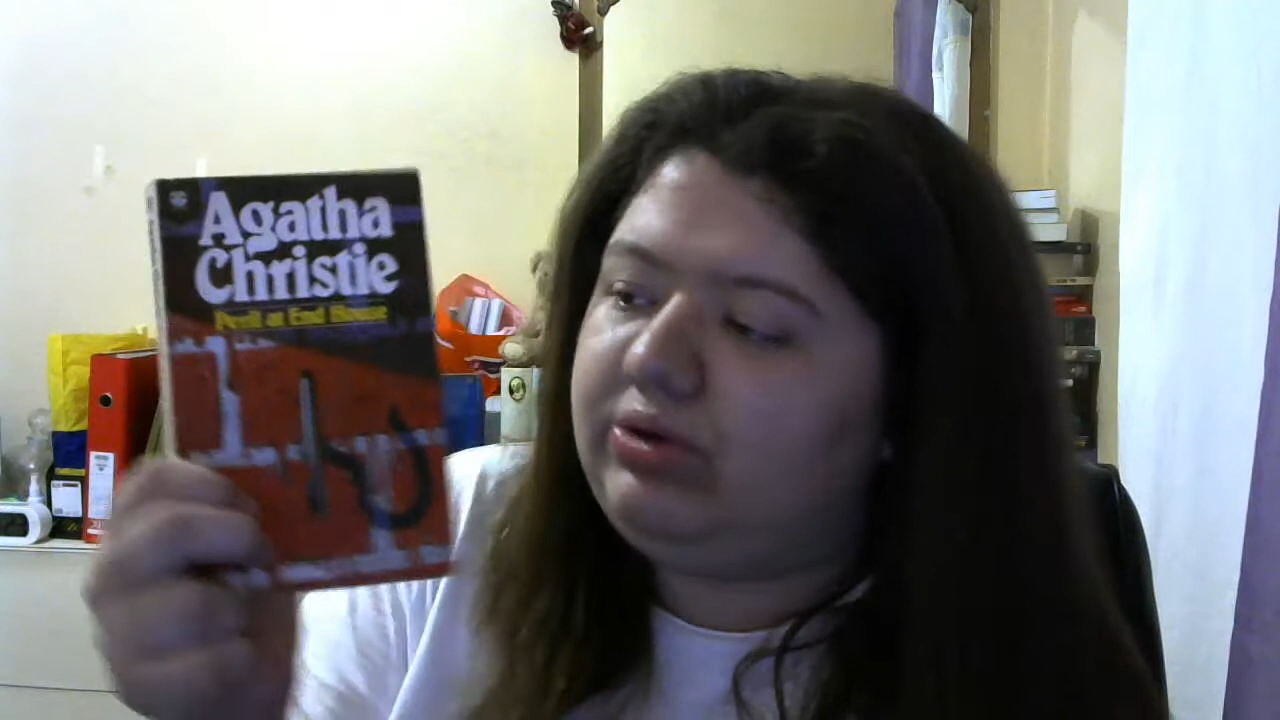 Agatha
Christie
Peril at End House